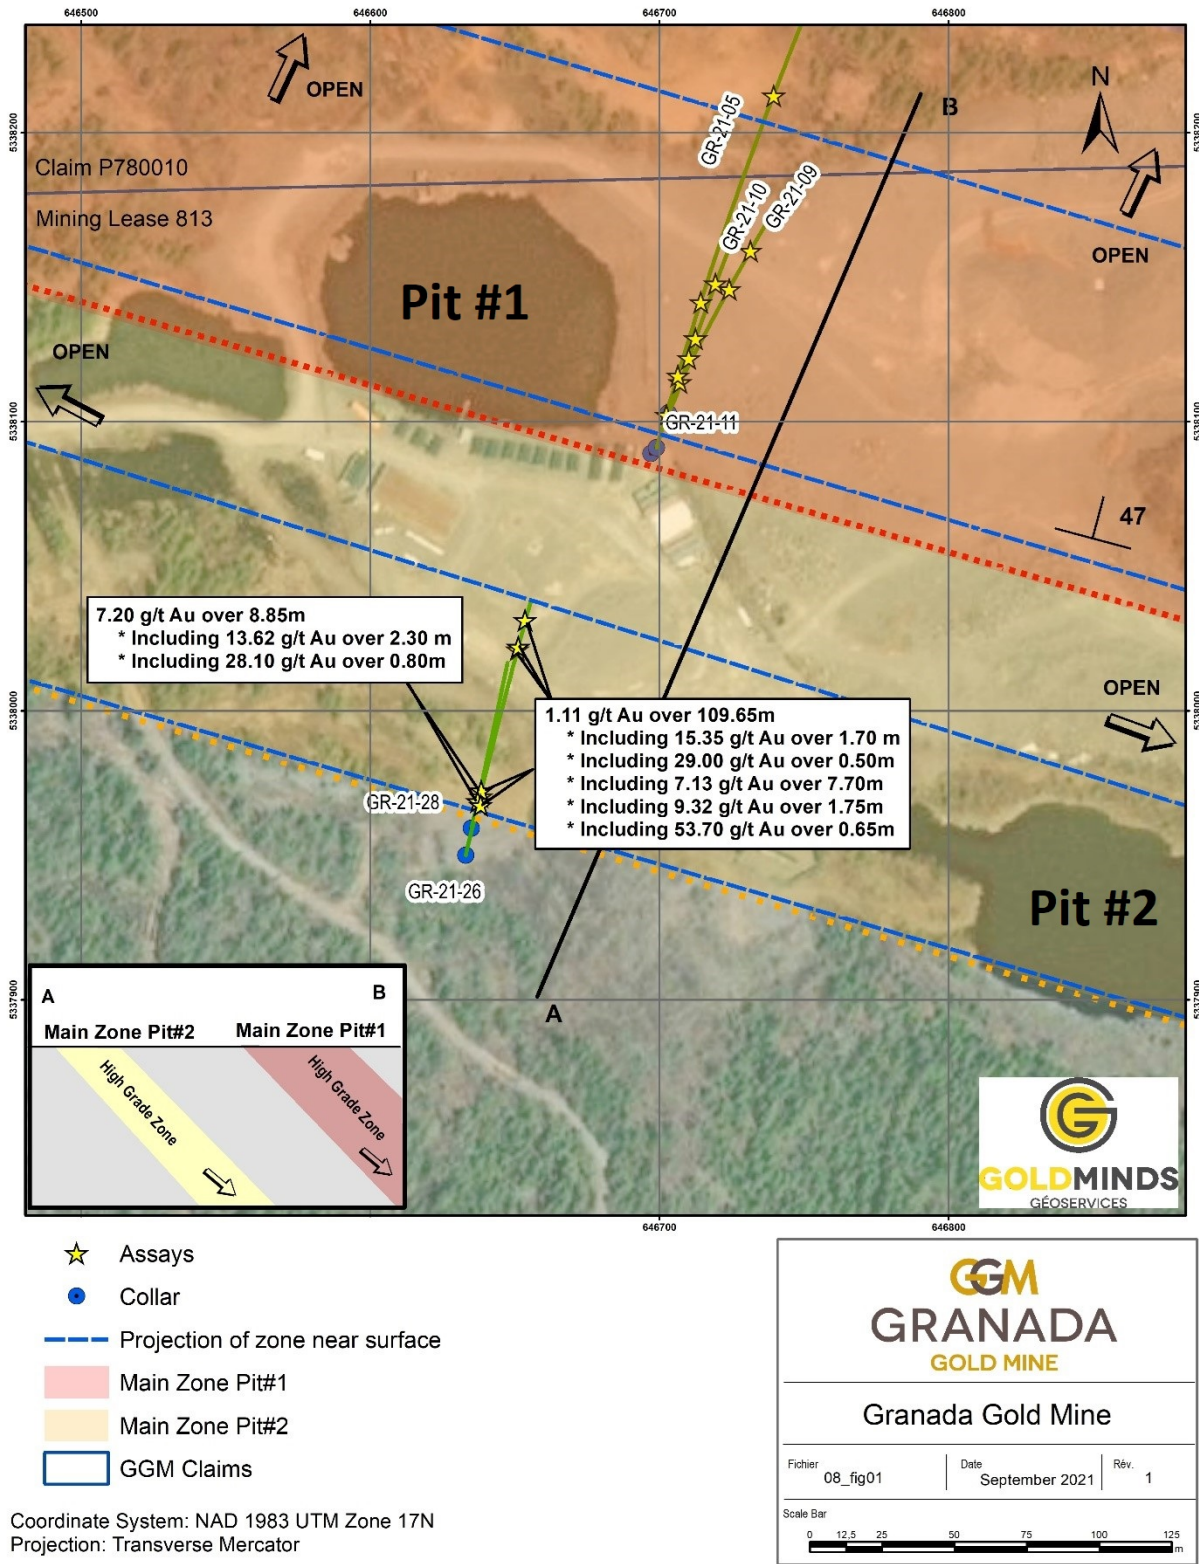 646500
646600
646700
646800
OPEN
N
B
GR-21-05
5338200
5338200
Claim P780010
Mining Lease 813
GR-21-10
GR-21-09
OPEN
Pit #1
OPEN
5338100
5338100
GR-21-11
47
7.20 g/t Au over 8.85m
* Including 13.62 g/t Au over 2.30 m
* Including 28.10 g/t Au over 0.80m
OPEN
5338000
5338000
1.11 g/t Au over 109.65m
* Including 15.35 g/t Au over 1.70 m
* Including 29.00 g/t Au over 0.50m
* Including 7.13 g/t Au over 7.70m
* Including 9.32 g/t Au over 1.75m
* Including 53.70 g/t Au over 0.65m
GR-21-28
GR-21-26
Pit #2
A
5337900
5337900
A
B
Main Zone Pit#2
Main Zone Pit#1
High Grade Zone
High Grade Zone
GOLDMINDS
GÉOSERVICES
646700
646800
Assays
Collar
Projection of zone near surface
Main Zone Pit#1
Main Zone Pit#2
GGM Claims
Coordinate System: NAD 1983 UTM Zone 17N
Projection: Transverse Mercator
GGM
GRANADA
GOLD MINE
Granada Gold Mine
Fichier
08_fig01
Date
September 2021
Rév.
1
Scale Bar
0 12,5 25 50 75 100 125
m